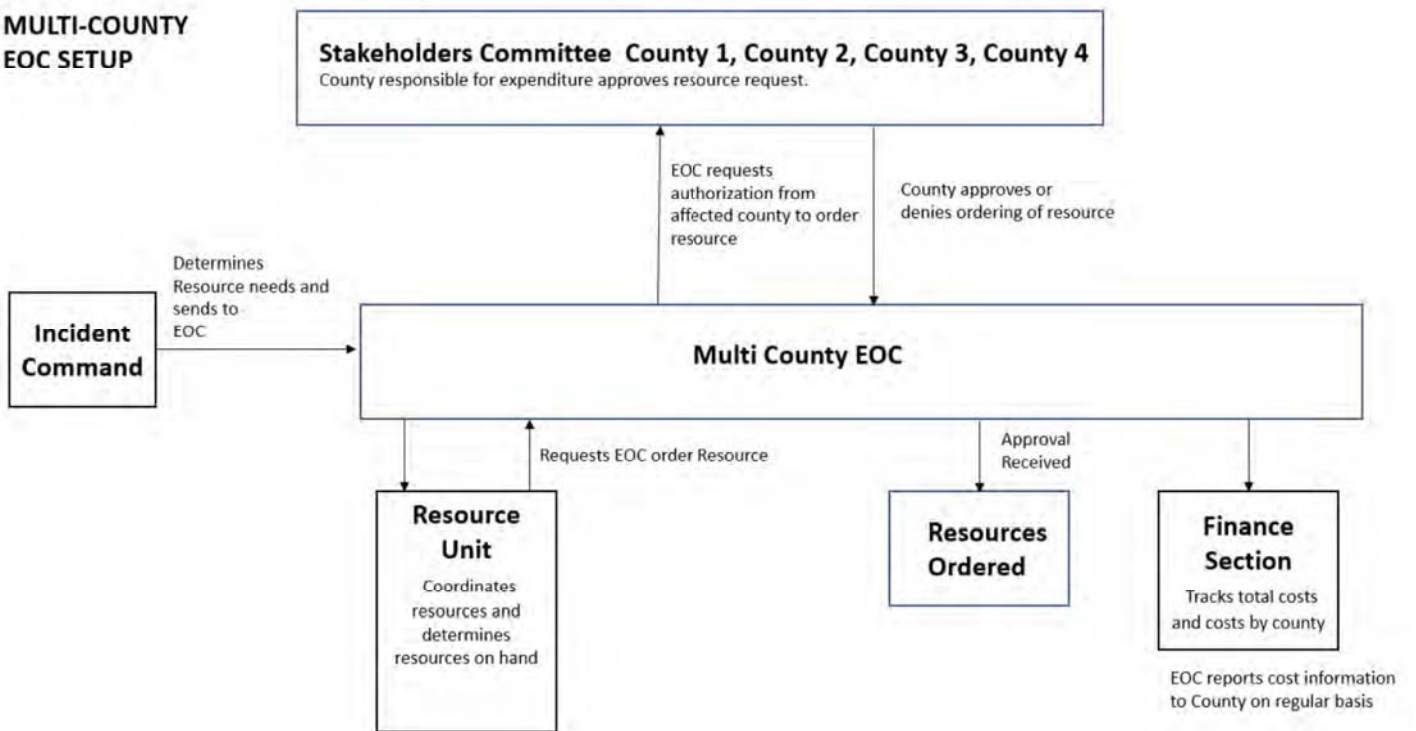 MULTI-COUNTY
EOC SETUP
Stakeholders Committee County 1, County 2, County 3, County 4
County responsible for expenditure approves resource request.
EOC requests
authorization from
affected county to order
resource
County approves or
denies ordering of resource
Determines
Resource needs and
sends to
EOC
Incident
Command
Multi County EOC
Requests EOC order Resource
Approval
Received
Resource
Unit
Coordinates
resources and
determines
resources on hand
Resources
Ordered
Finance
Section
Tracks total costs
and costs by county
EOC reports cost information
to County on regular basis